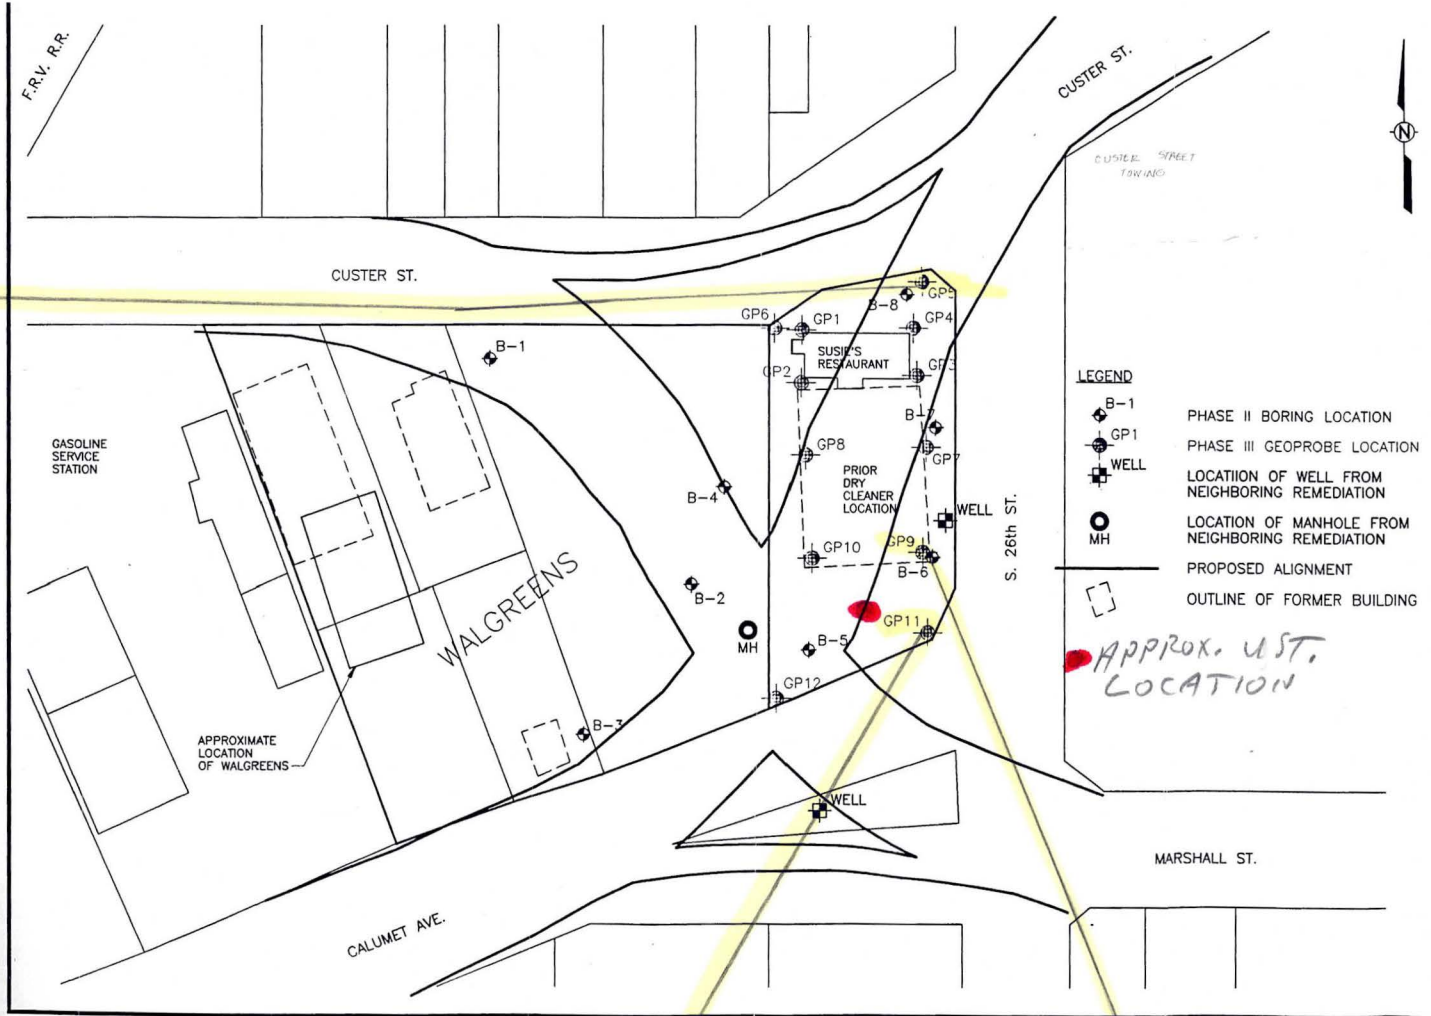 F.R.V. R.R.
CUSTER ST.
N
CUSTER STREET
TOWING
CUSTER ST.
GP5
B-8
GP6
GP1
GP4
SUSIE'S
RESTAURANT
B-1
GP2
GP3
LEGEND
B-1
PHASE II BORING LOCATION
GP1
PHASE III GEOPROBE LOCATION
WELL
LOCATIION OF WELL FROM
NEIGHBORING REMEDIATION
MH
LOCATION OF MANHOLE FROM
NEIGHBORING REMEDIATION
PROPOSED ALIGNMENT
OUTLINE OF FORMER BUILDING
APPROX. UST.
LOCATION
B-7
GASOLINE
SERVICE
STATION
GP8
GP7
PRIOR
DRY
CLEANER
LOCATION
B-4
WELL
S. 26th ST.
GP10
GP9
B-6
WALGREENS
B-2
GP11
MH
B-5
GP12
B-3
APPROXIMATE
LOCATION
OF WALGREENS
WELL
MARSHALL ST.
CALUMET AVE.